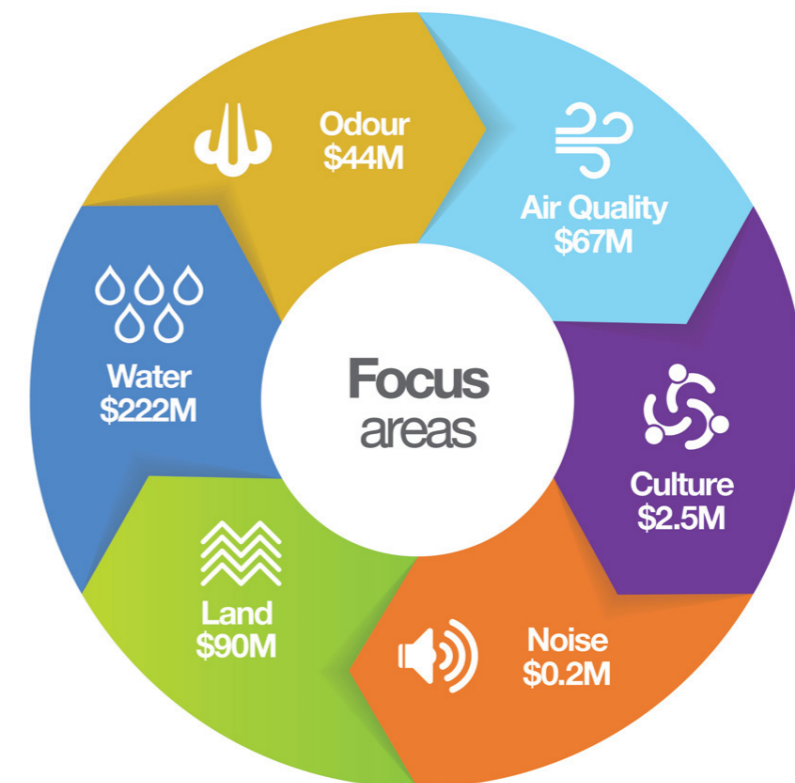 Odour
$44M
Air Quality
$67M
Culture
$2.5M
Noise
$0.2M
Land
$90M
Water
$222M
Focus
areas